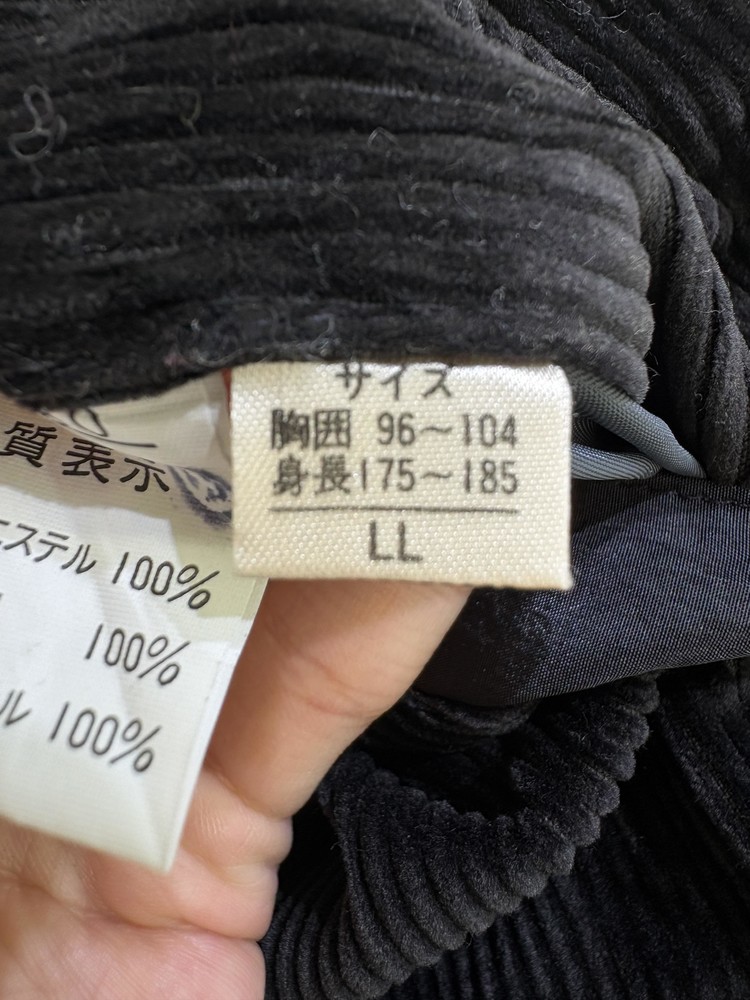 サイズ
胸囲 96〜104
身長175〜185
LL
質表示
エステル 100%
100%
ル 100%